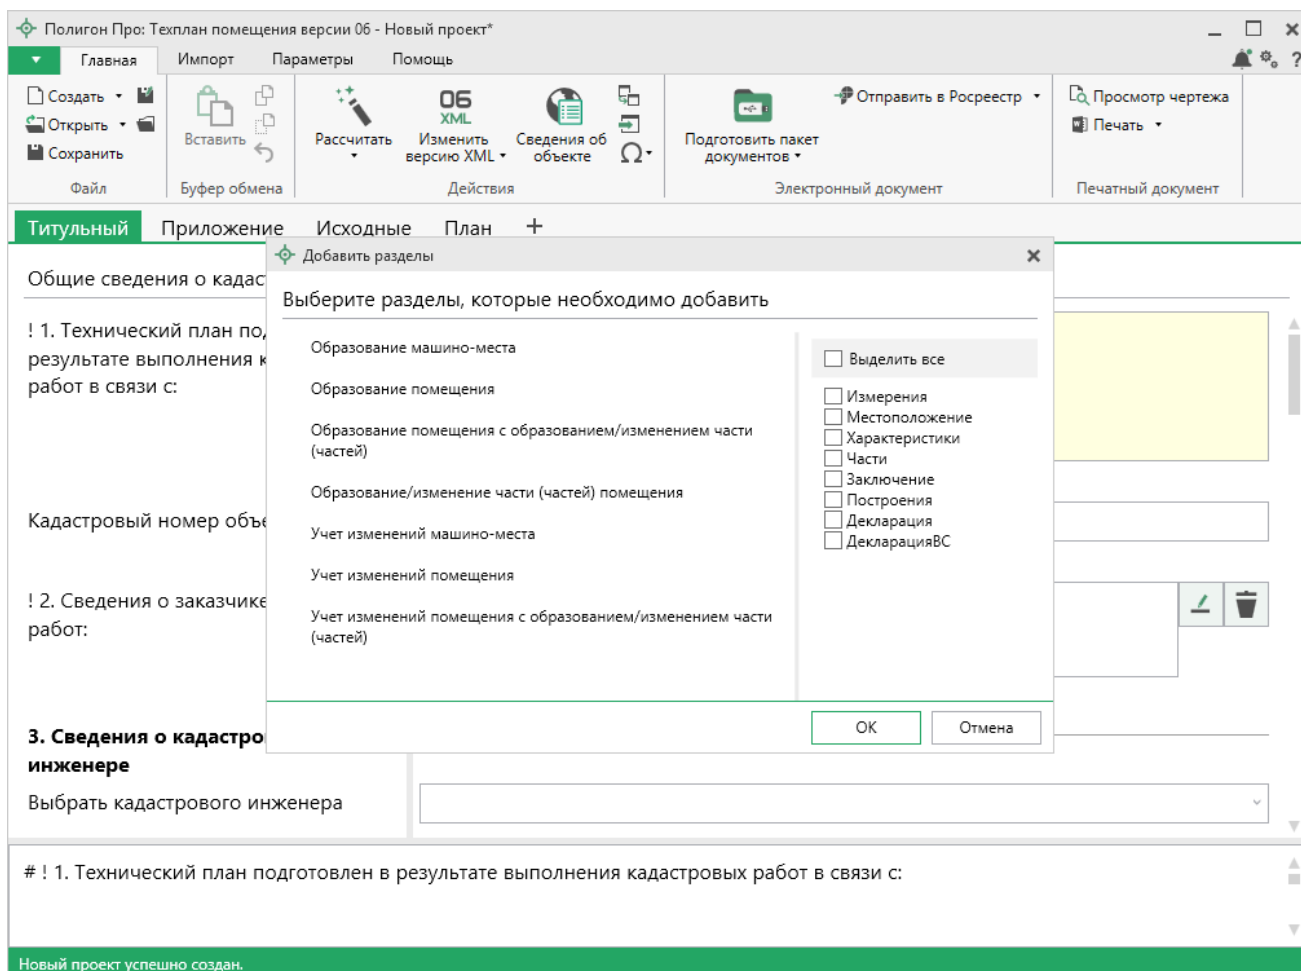 Полигон Про: Техплан помещения версии 06 - Новый проект*
Главная Импорт Параметры Помощь
?
Создать
Открыть
Сохранить
Файл
Вставить
Буфер обмена
Рассчитать
06
XML
Изменить
версию XML
Сведения об
объекте
Ω
Действия
Подготовить пакет
документов
Отправить в Росреестр
Электронный документ
Просмотр чертежа
Печать
Печатный документ
Титульный Приложение Исходные План +
Добавить разделы
Выберите разделы, которые необходимо добавить
Образование машино-места
Образование помещения
Образование помещения с образованием/изменением части
(частей)
Образование/изменение части (частей) помещения
Учет изменений машино-места
Учет изменений помещения
Учет изменений помещения с образованием/изменением части
(частей)
Выделить все
Измерения
Местоположение
Характеристики
Части
Заключение
Построения
Декларация
ДекларацияВС
ОК Отмена
Общие сведения о кадас
! 1. Технический план под
результате выполнения к
работ в связи с:
Кадастровый номер объе
! 2. Сведения о заказчике
работ:
3. Сведения о кадастро
инженере
Выбрать кадастрового инженера
# ! 1. Технический план подготовлен в результате выполнения кадастровых работ в связи с:
Новый проект успешно создан.